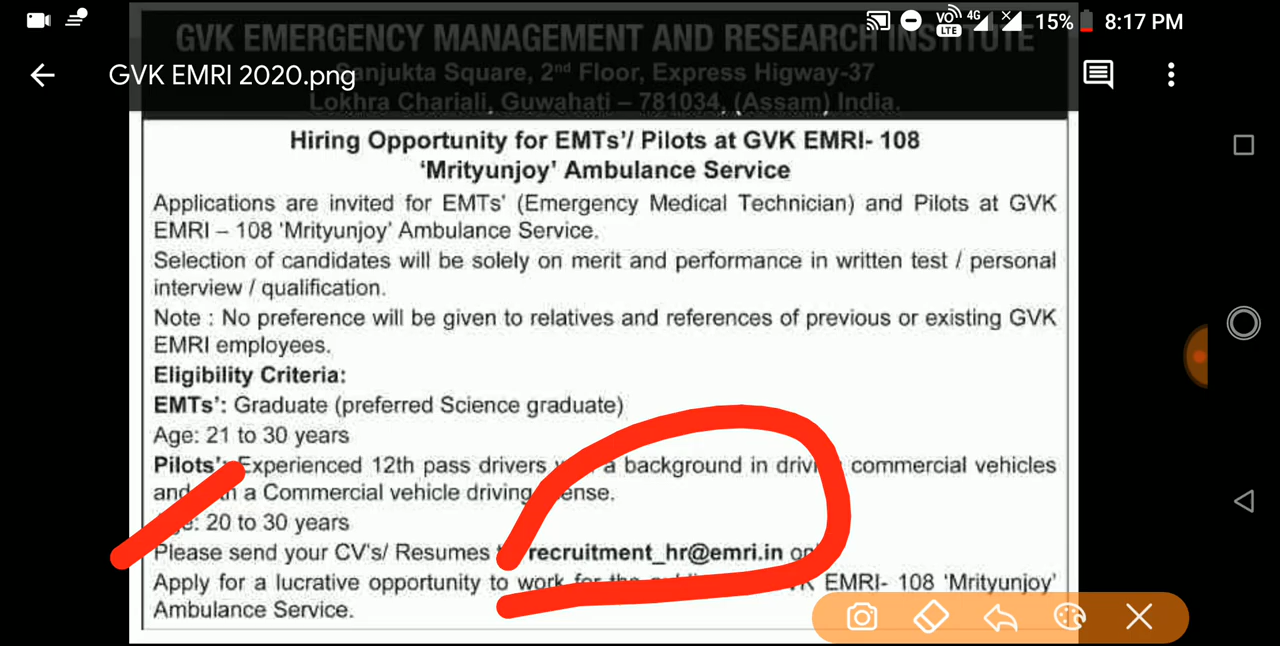 VO LTE 4G 15% 8:17 PM
GVK EMERGENCY MANAGEMENT AND RESEARCH INSTITUTE
GVK EMRI 2020.png
Sanjukta Square, 2nd Floor, Express Higway-37
Lokhra Chariali, Guwahati – 781034, (Assam) India.
Hiring Opportunity for EMTs'/ Pilots at GVK EMRI- 108
'Mrityunjoy' Ambulance Service
Applications are invited for EMTs' (Emergency Medical Technician) and Pilots at GVK
EMRI – 108 'Mrityunjoy' Ambulance Service.
Selection of candidates will be solely on merit and performance in written test / personal
interview / qualification.
Note : No preference will be given to relatives and references of previous or existing GVK
EMRI employees.
Eligibility Criteria:
EMTs': Graduate (preferred Science graduate)
Age: 21 to 30 years
Pilots': Experienced 12th pass drivers a background in commercial vehicles
and a Commercial vehicle driving
20 to 30 years
Please send your CV's/ Resumes recruitment_hr@emri.in
Apply for a lucrative opportunity to work for the EMRI- 108 'Mrityunjoy'
Ambulance Service.